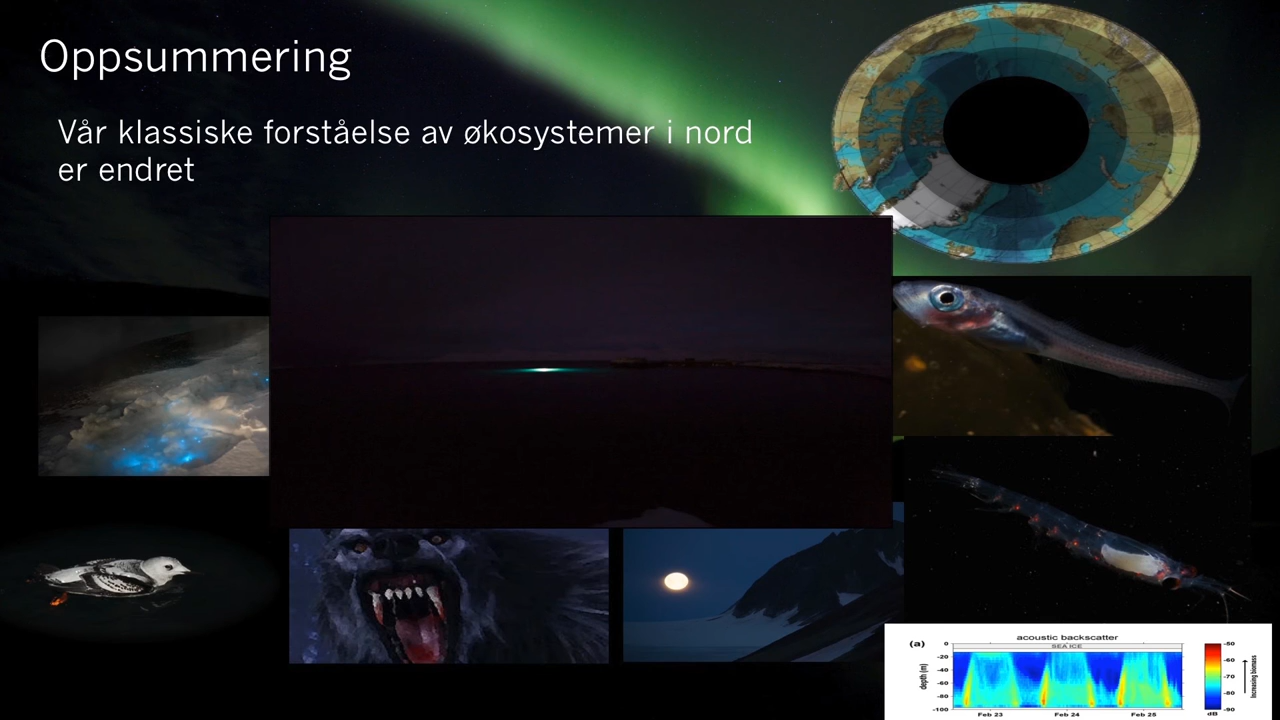 Oppsummering
Vår klassiske forståelse av økosystemer i nord
er endret
(a)
acoustic backscatter
SEA ICE
depth (m)
0
-20
-40
-60
-80
-100
Feb 23
Feb 24
Feb 25
-50
-60
-70
-80
-90
dB
Increasing biomass